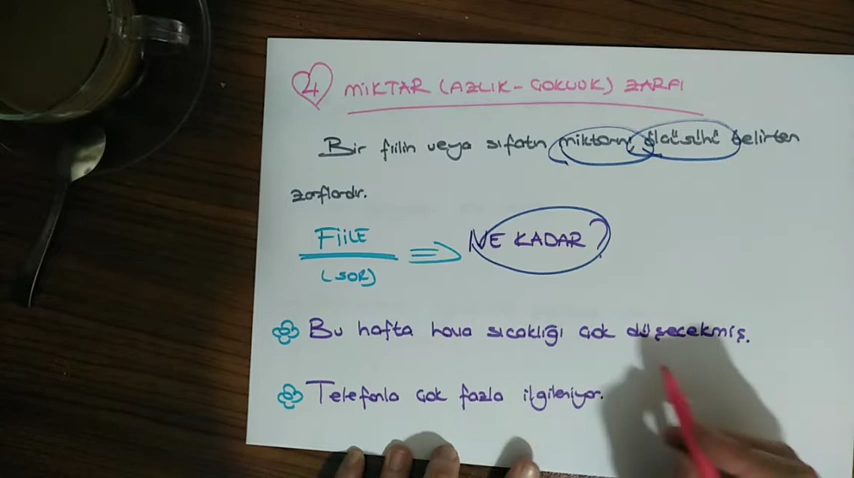 4 MİKTAR (AZLIK - ÇOKLUK) ZARFI
Bir fiilin veya sıfatın miktarını, ölçüsünü belirten
zarflardır.
FİİLE ⇒ NE KADAR?
(SOR)
Bu hafta hava sıcaklığı çok düşecekmiş.
Telefonla çok fazla ilgileniyor.